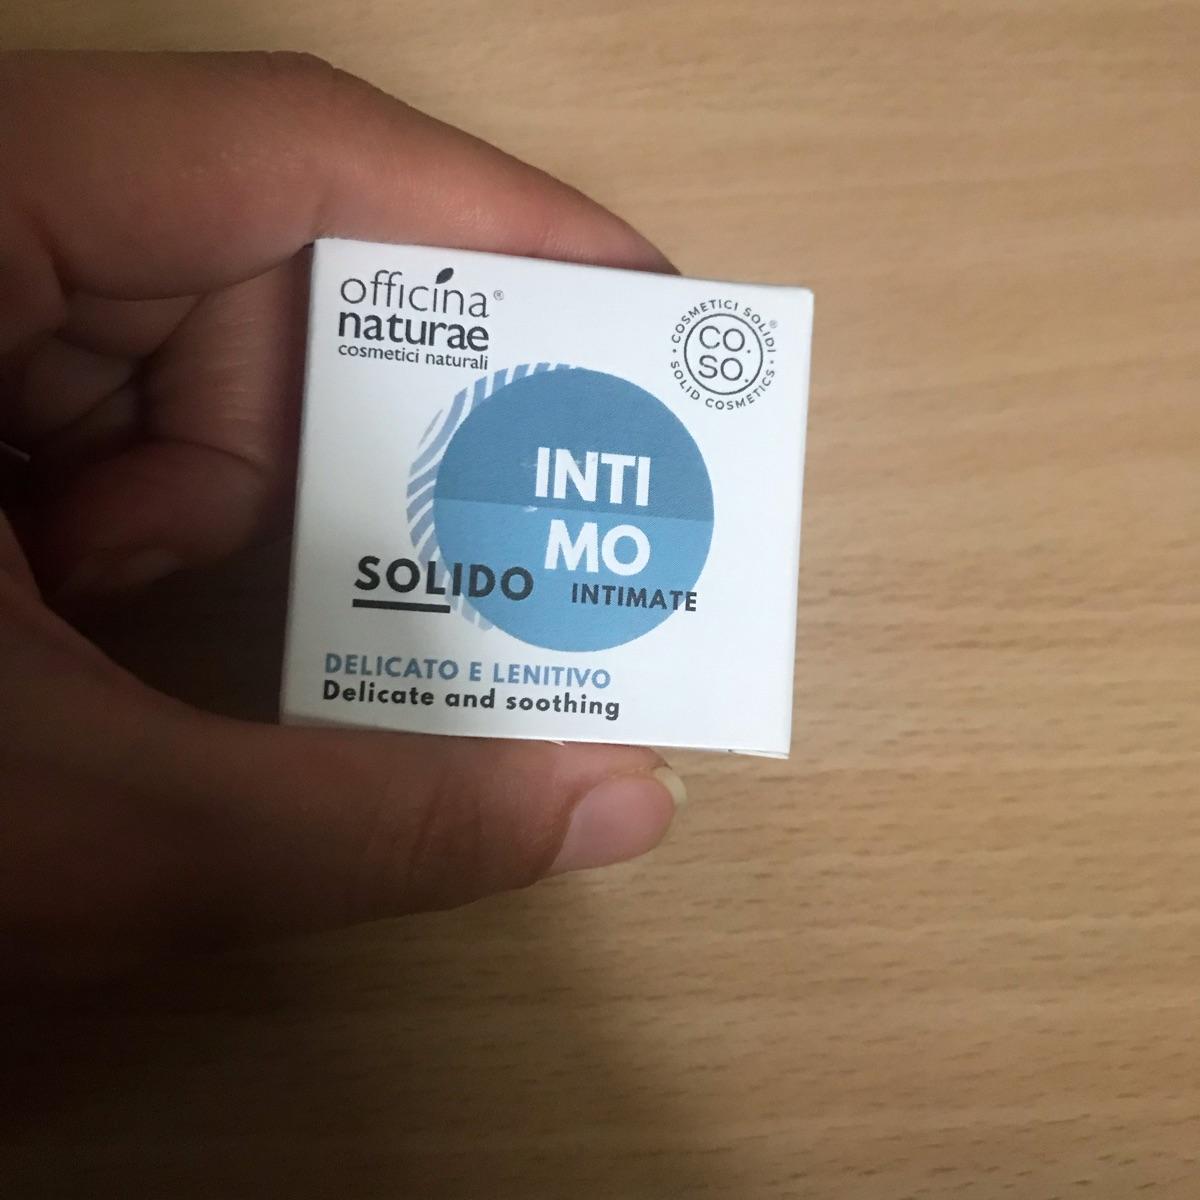 officina®
naturae
cosmetici naturali
COSMETICI SOLIDI®
CO.
SO.
SOLID COSMETICS
INTI
MO
SOLIDO INTIMATE
DELICATO E LENITIVO
Delicate and soothing